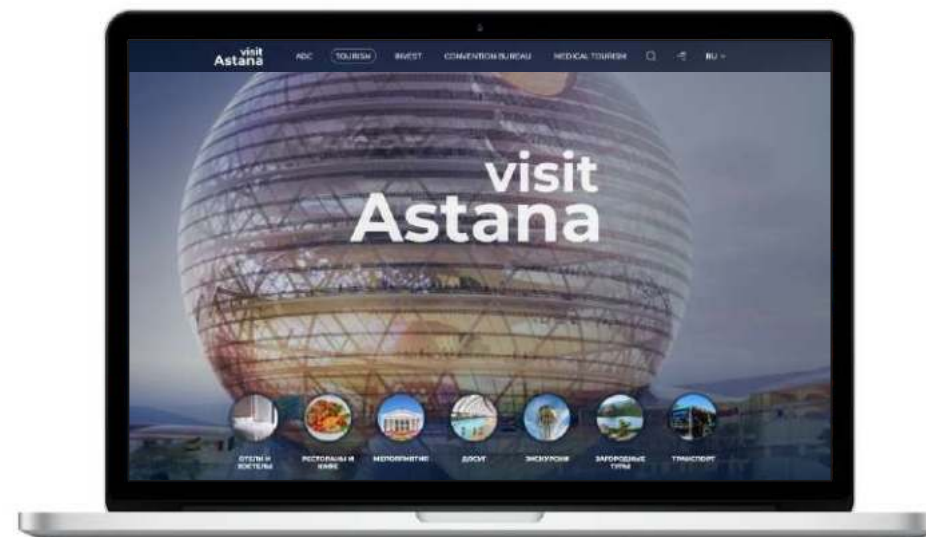 visit
Astana
ADC
TOURISM
INVEST
CONVENTION BUREAU
MEDICAL TOURISM
RU
visit
Astana
ОТЕЛИ И
ХОСТЕЛЫ
РЕСТОРАНЫ И
КАФЕ
МЕРОПРИЯТИЯ
ДОСУГ
ЭКСКУРСИИ
ЗАГОРОДНЫЕ
ТУРЫ
ТРАНСПОРТ